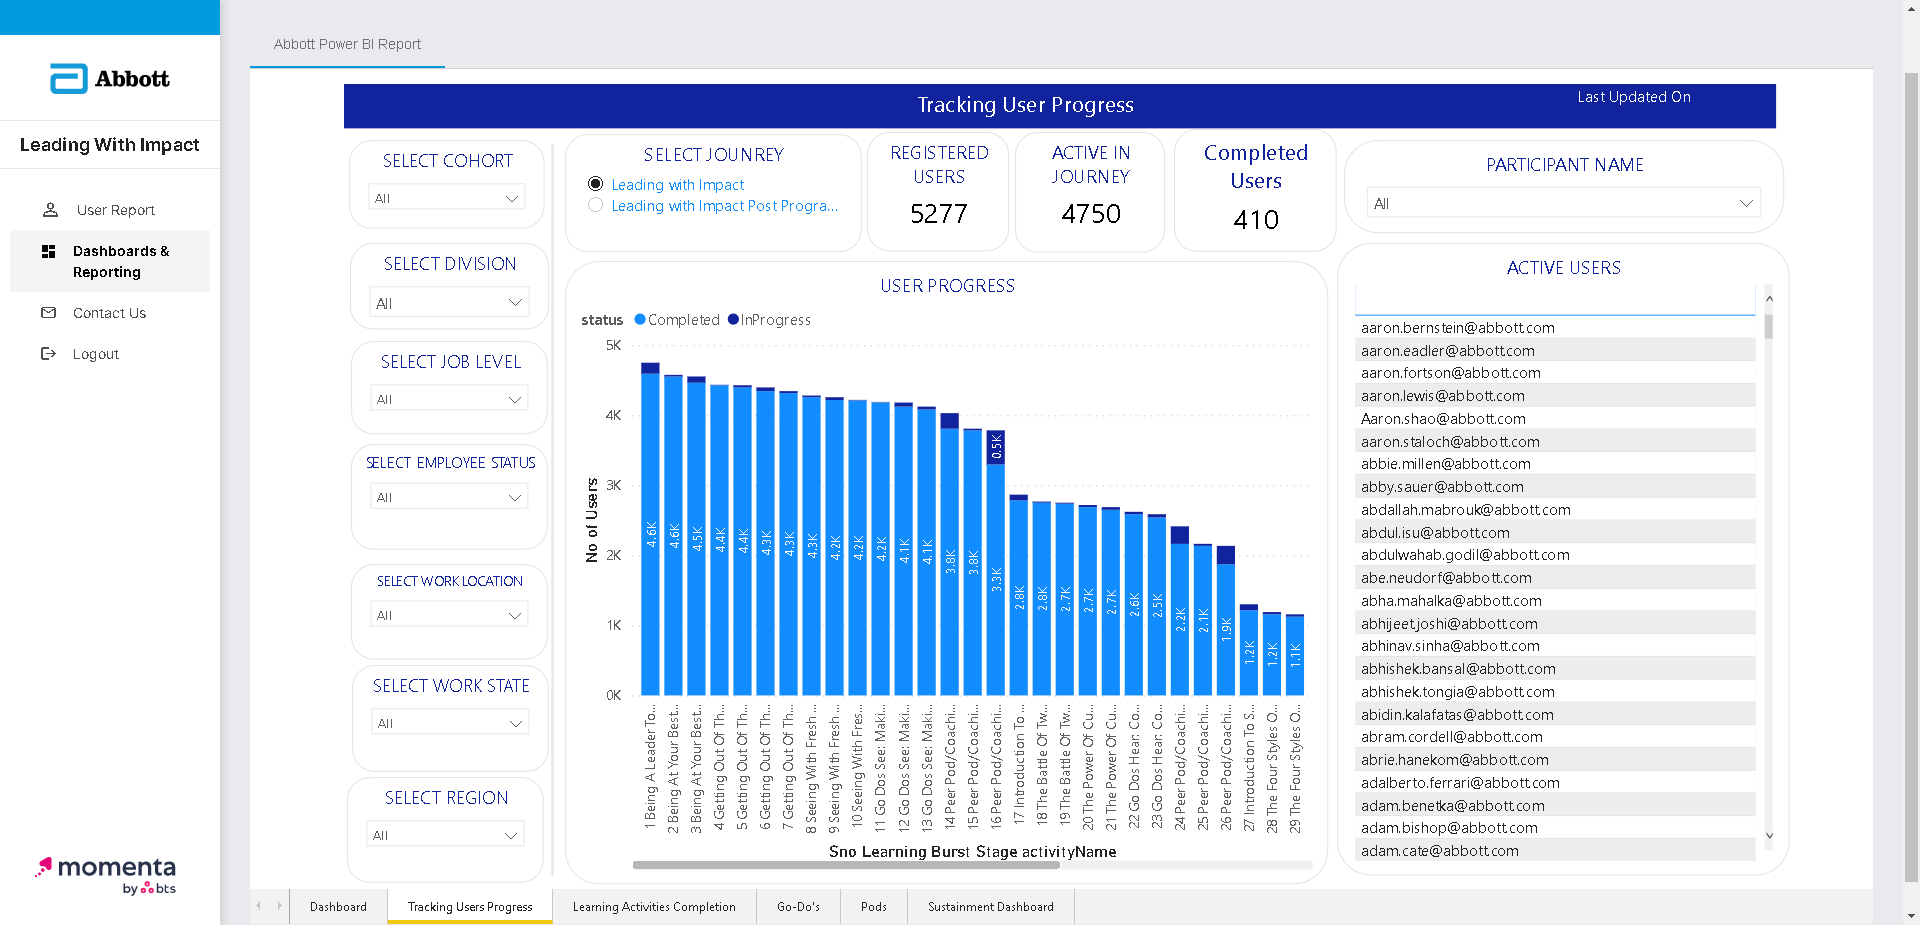 Abbott
Leading With Impact
User Report
Dashboards &
Reporting
Contact Us
Logout
momenta
by bts
Abbott Power BI Report
Tracking User Progress
Last Updated On
SELECT COHORT
All
SELECT DIVISION
All
SELECT JOB LEVEL
All
SELECT EMPLOYEE STATUS
All
SELECT WORK LOCATION
All
SELECT WORK STATE
All
SELECT REGION
All
SELECT JOUNREY
Leading with Impact
Leading with Impact Post Progra...
REGISTERED
USERS
5277
ACTIVE IN
JOURNEY
4750
Completed
Users
410
PARTICIPANT NAME
All
USER PROGRESS
status Completed InProgress
No of Users
5K
4K
3K
2K
1K
0K
4.6K
4.6K
4.5K
4.4K
4.4K
4.3K
4.3K
4.3K
4.2K
4.2K
4.2K
4.1K
4.1K
3.8K
3.8K
0.5K
3.3K
2.8K
2.8K
2.7K
2.7K
2.7K
2.6K
2.5K
2.2K
2.1K
1.9K
1.2K
1.2K
1.1K
1 Being A Leader To...
2 Being At Your Best...
3 Being At Your Best...
4 Getting Out Of Th...
5 Getting Out Of Th...
6 Getting Out Of Th...
7 Getting Out Of Th...
8 Seeing With Fresh ...
9 Seeing With Fresh ...
10 Seeing With Fres...
11 Go Dos See: Maki...
12 Go Dos See: Maki...
13 Go Dos See: Maki...
14 Peer Pod/Coachi...
15 Peer Pod/Coachi...
16 Peer Pod/Coachi...
17 Introduction To ...
18 The Battle Of Tw...
19 The Battle Of Tw...
20 The Power Of Cu...
21 The Power Of Cu...
22 Go Dos Hear: Co...
23 Go Dos Hear: Co...
24 Peer Pod/Coachi...
25 Peer Pod/Coachi...
26 Peer Pod/Coachi...
27 Introduction To S...
28 The Four Styles O...
29 The Four Styles O...
Sno Learning Burst Stage activityName
ACTIVE USERS
aaron.bernstein@abbott.com
aaron.eadler@abbott.com
aaron.fortson@abbott.com
aaron.lewis@abbott.com
Aaron.shao@abbott.com
aaron.staloch@abbott.com
abbie.millen@abbott.com
abby.sauer@abbott.com
abdallah.mabrouk@abbott.com
abdul.isu@abbott.com
abdulwahab.godil@abbott.com
abe.neudorf@abbott.com
abha.mahalka@abbott.com
abhijeet.joshi@abbott.com
abhinav.sinha@abbott.com
abhishek.bansal@abbott.com
abhishek.tongia@abbott.com
abidin.kalafatas@abbott.com
abram.cordell@abbott.com
abrie.hanekom@abbott.com
adalberto.ferrari@abbott.com
adam.benetka@abbott.com
adam.bishop@abbott.com
adam.cate@abbott.com
Dashboard
Tracking Users Progress
Learning Activities Completion
Go-Do's
Pods
Sustainment Dashboard